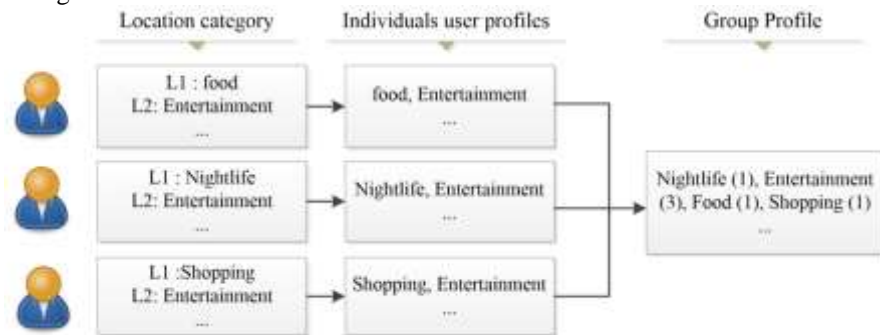 Location category
Individuals user profiles
Group Profile
L1 : food
L2: Entertainment
...
food, Entertainment
...
L1 : Nightlife
L2: Entertainment
...
Nightlife, Entertainment
...
L1 :Shopping
L2: Entertainment
...
Shopping, Entertainment
...
Nightlife (1), Entertainment
(3), Food (1), Shopping (1)
...